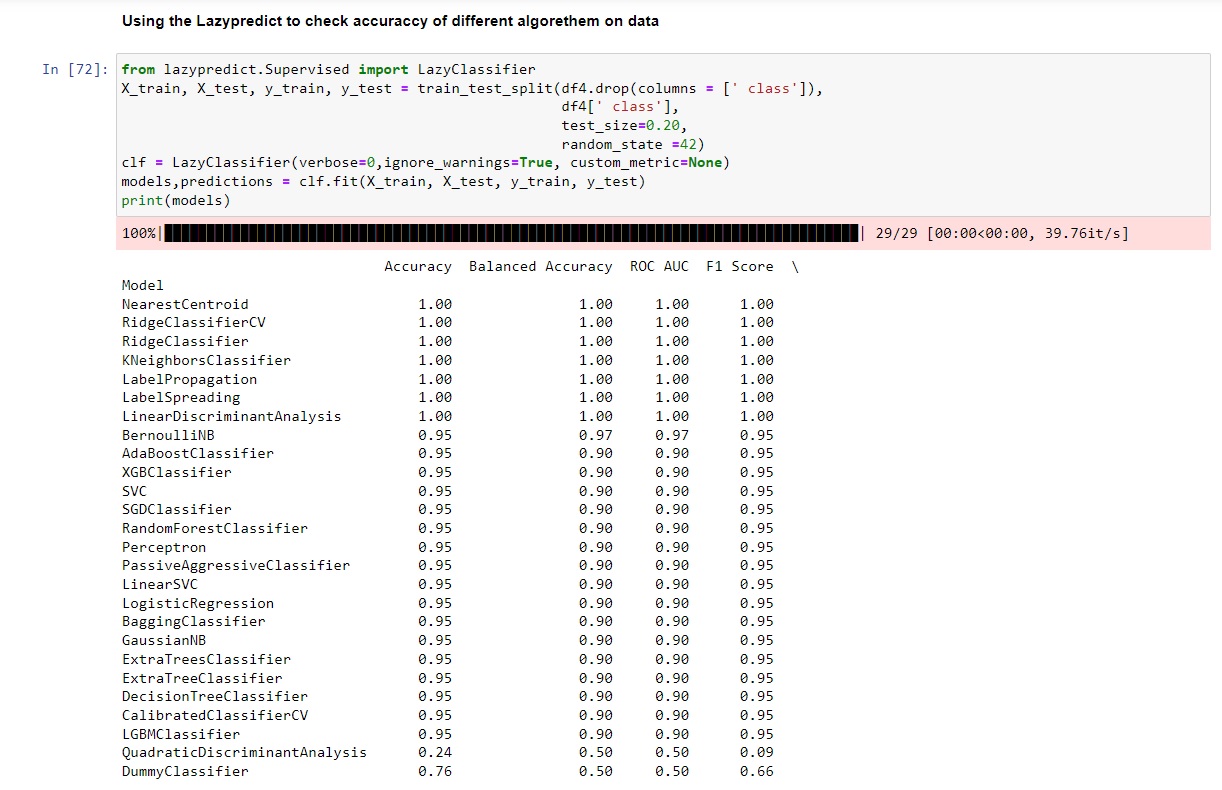 Using the Lazypredict to check accuraccy of different algorethem on data
In [72]: from lazypredict.Supervised import LazyClassifier
X_train, X_test, y_train, y_test = train_test_split(df4.drop(columns = [' class']),
df4[' class'],
test_size=0.20,
random_state =42)
clf = LazyClassifier(verbose=0,ignore_warnings=True, custom_metric=None)
models,predictions = clf.fit(X_train, X_test, y_train, y_test)
print(models)
100%| | 29/29 [00:00<00:00, 39.76it/s]
Accuracy Balanced Accuracy ROC AUC F1 Score \
Model
NearestCentroid 1.00 1.00 1.00 1.00
RidgeClassifierCV 1.00 1.00 1.00 1.00
RidgeClassifier 1.00 1.00 1.00 1.00
KNeighborsClassifier 1.00 1.00 1.00 1.00
LabelPropagation 1.00 1.00 1.00 1.00
LabelSpreading 1.00 1.00 1.00 1.00
LinearDiscriminantAnalysis 1.00 1.00 1.00 1.00
BernoulliNB 0.95 0.97 0.97 0.95
AdaBoostClassifier 0.95 0.90 0.90 0.95
XGBClassifier 0.95 0.90 0.90 0.95
SVC 0.95 0.90 0.90 0.95
SGDClassifier 0.95 0.90 0.90 0.95
RandomForestClassifier 0.95 0.90 0.90 0.95
Perceptron 0.95 0.90 0.90 0.95
PassiveAggressiveClassifier 0.95 0.90 0.90 0.95
LinearSVC 0.95 0.90 0.90 0.95
LogisticRegression 0.95 0.90 0.90 0.95
BaggingClassifier 0.95 0.90 0.90 0.95
GaussianNB 0.95 0.90 0.90 0.95
ExtraTreesClassifier 0.95 0.90 0.90 0.95
ExtraTreeClassifier 0.95 0.90 0.90 0.95
DecisionTreeClassifier 0.95 0.90 0.90 0.95
CalibratedClassifierCV 0.95 0.90 0.90 0.95
LGBMClassifier 0.95 0.90 0.90 0.95
QuadraticDiscriminantAnalysis 0.24 0.50 0.50 0.09
DummyClassifier 0.76 0.50 0.50 0.66